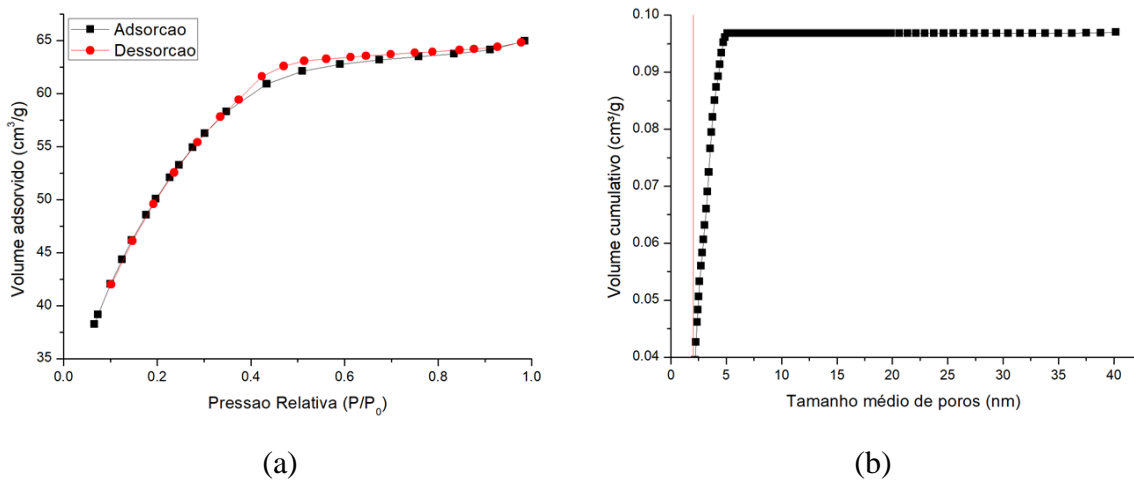 Adsorcao
Dessorcao
Volume adsorvido (cm³/g)
65
60
55
50
45
40
35
0.0 0.2 0.4 0.6 0.8 1.0
Pressao Relativa (P/P₀)
(a)
Volume cumulativo (cm³/g)
0.10
0.09
0.08
0.07
0.06
0.05
0.04
0 5 10 15 20 25 30 35 40
Tamanho médio de poros (nm)
(b)